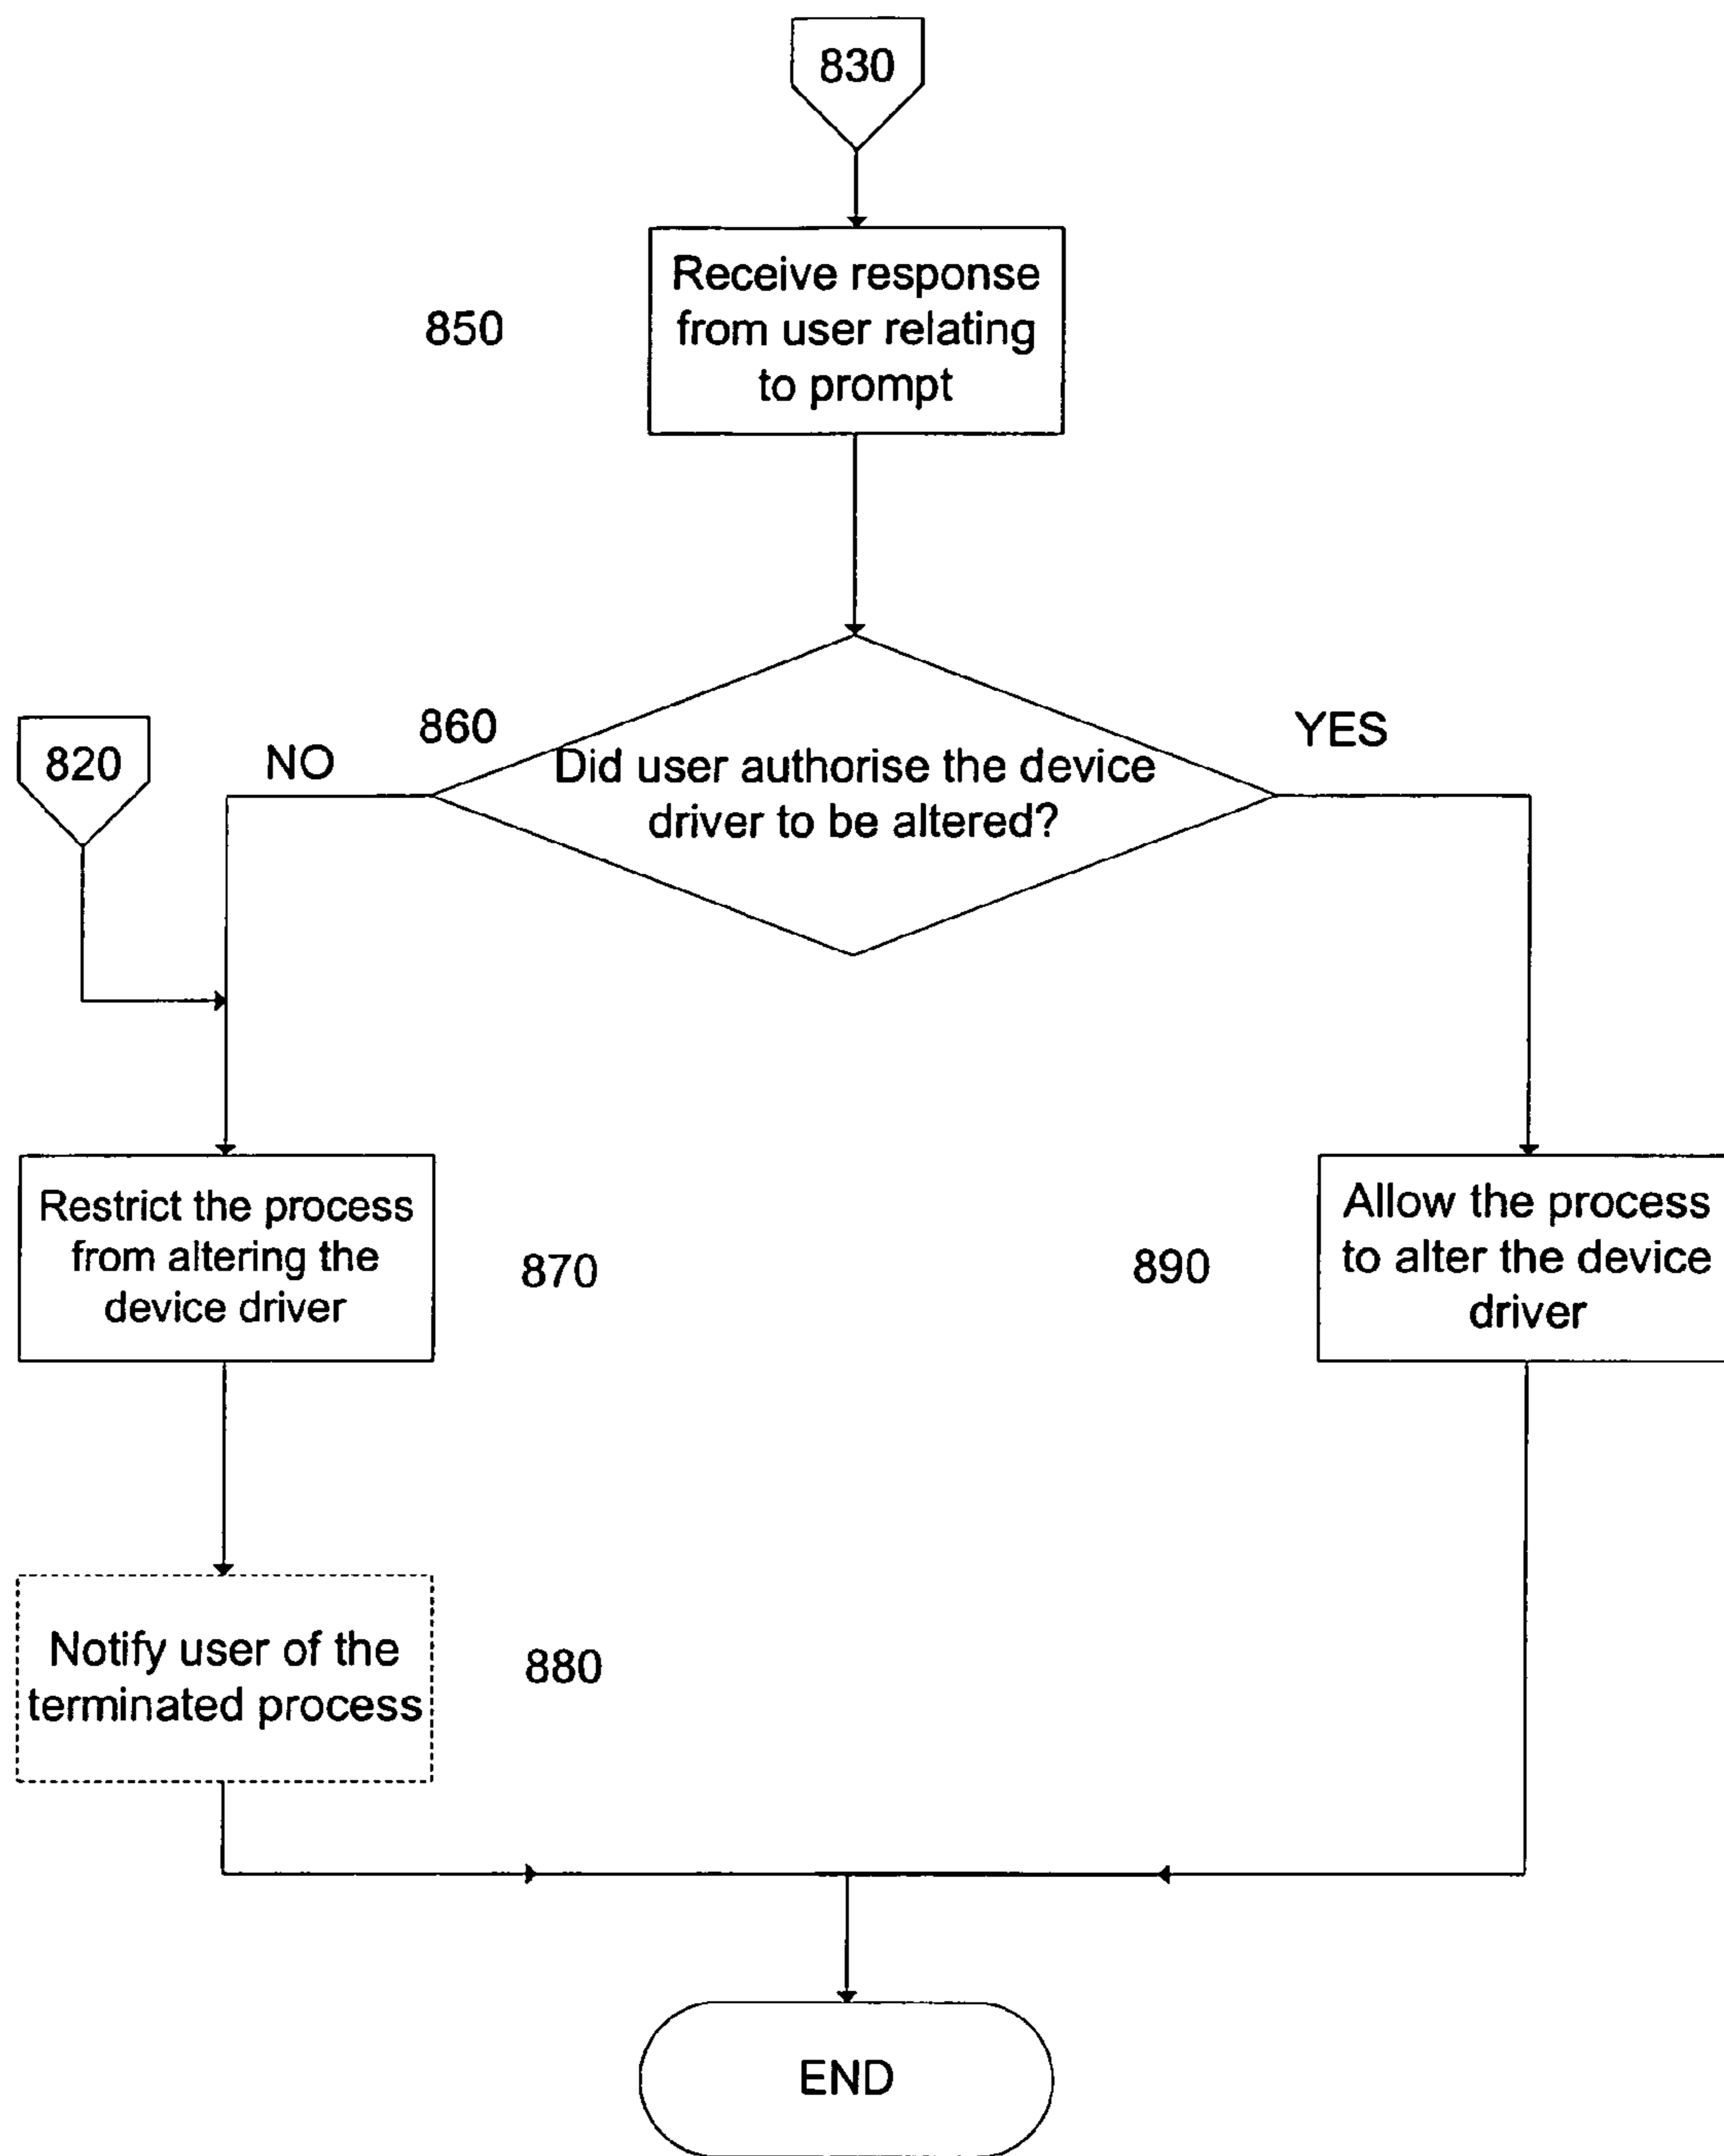 830
850
Receive response
from user relating
to prompt
820
NO
860
YES
Did user authorise the device
driver to be altered?
Restrict the process
from altering the
device driver
870
890
Allow the process
to alter the device
driver
Notify user of the
terminated process
880
END